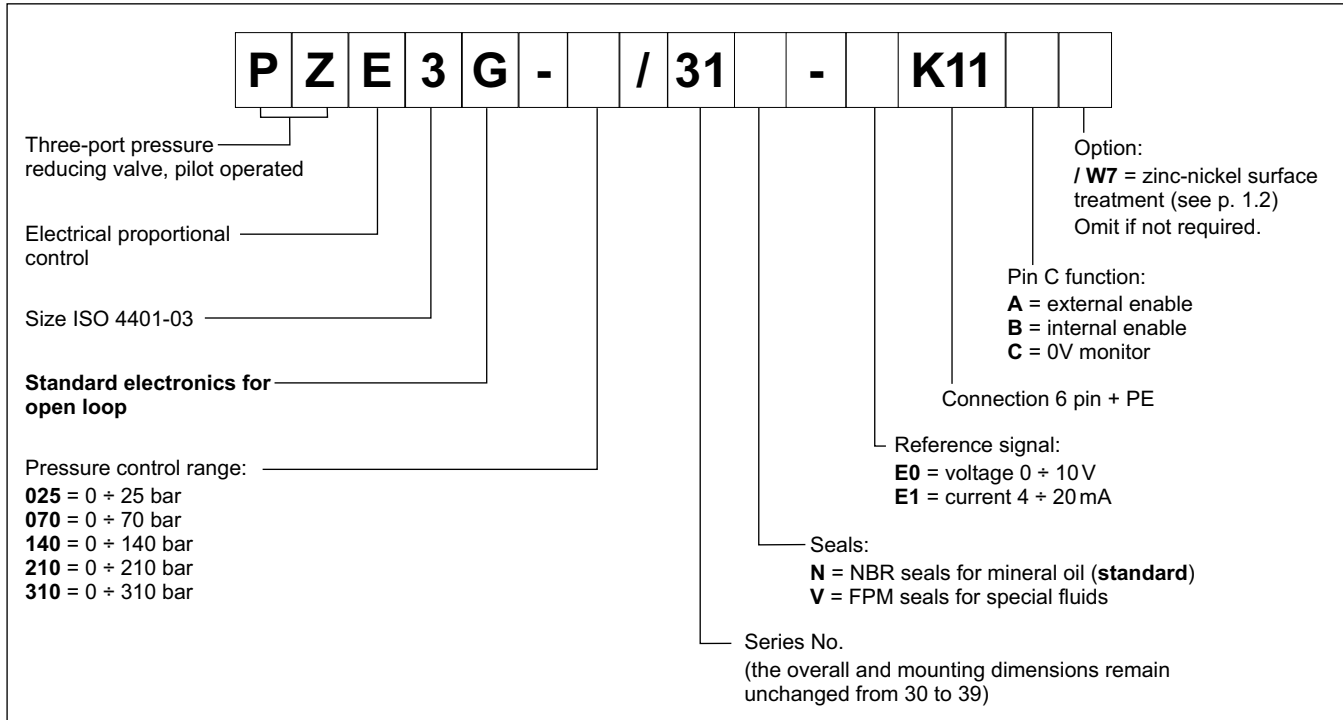 P Z E 3 G - / 31 - K11
Three-port pressure
reducing valve, pilot operated
Electrical proportional
control
Size ISO 4401-03
Standard electronics for
open loop
Pressure control range:
025 = 0 ÷ 25 bar
070 = 0 ÷ 70 bar
140 = 0 ÷ 140 bar
210 = 0 ÷ 210 bar
310 = 0 ÷ 310 bar
Option:
/ W7 = zinc-nickel surface
treatment (see p. 1.2)
Omit if not required.
Pin C function:
A = external enable
B = internal enable
C = 0V monitor
Connection 6 pin + PE
Reference signal:
E0 = voltage 0 ÷ 10 V
E1 = current 4 ÷ 20 mA
Seals:
N = NBR seals for mineral oil (standard)
V = FPM seals for special fluids
Series No.
(the overall and mounting dimensions remain
unchanged from 30 to 39)